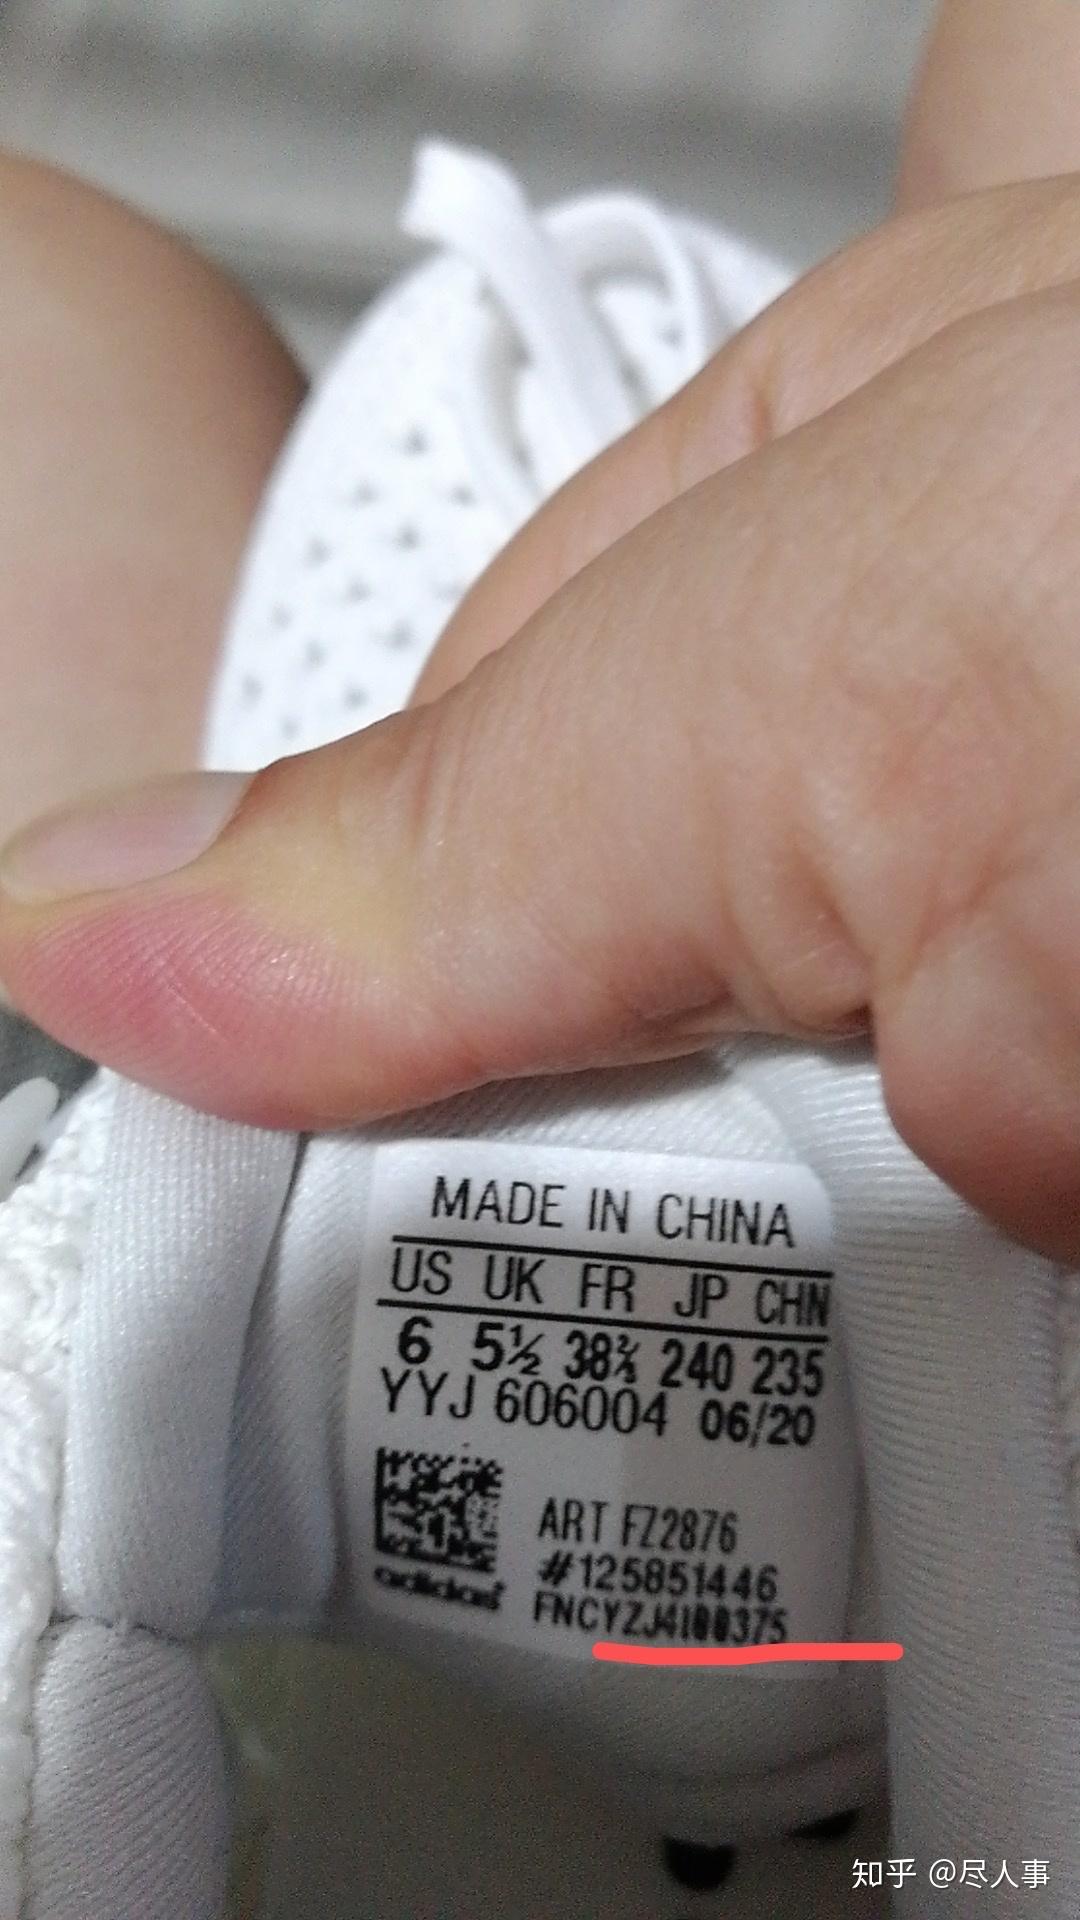 MADE IN CHINA
US UK FR JP CHN
6 5½ 38⅔ 240 235
YYJ 606004 06/20
ART FZ2876
#125851446
adidas
知乎 @尽人事